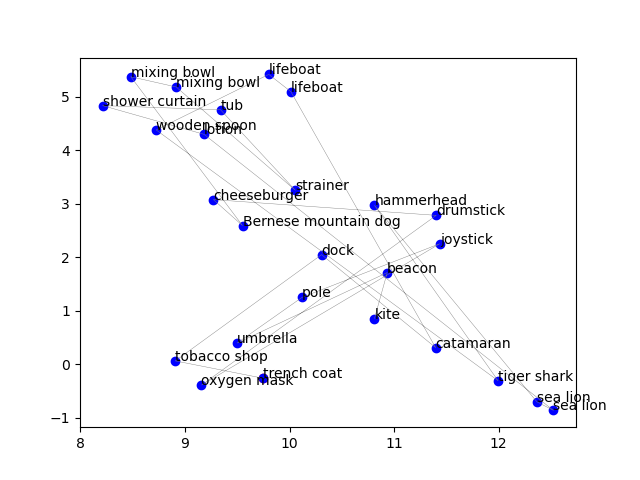 lifeboat
mixing bowl
mixing bowl
lifeboat
shower curtain
tub
wooden spoon
lotion
strainer
cheeseburger
hammerhead
drumstick
Bernese mountain dog
joystick
dock
beacon
pole
kite
umbrella
catamaran
tobacco shop
trench coat
oxygen mask
tiger shark
sea lion
sea lion
5
4
3
2
1
0
−1
8
9
10
11
12